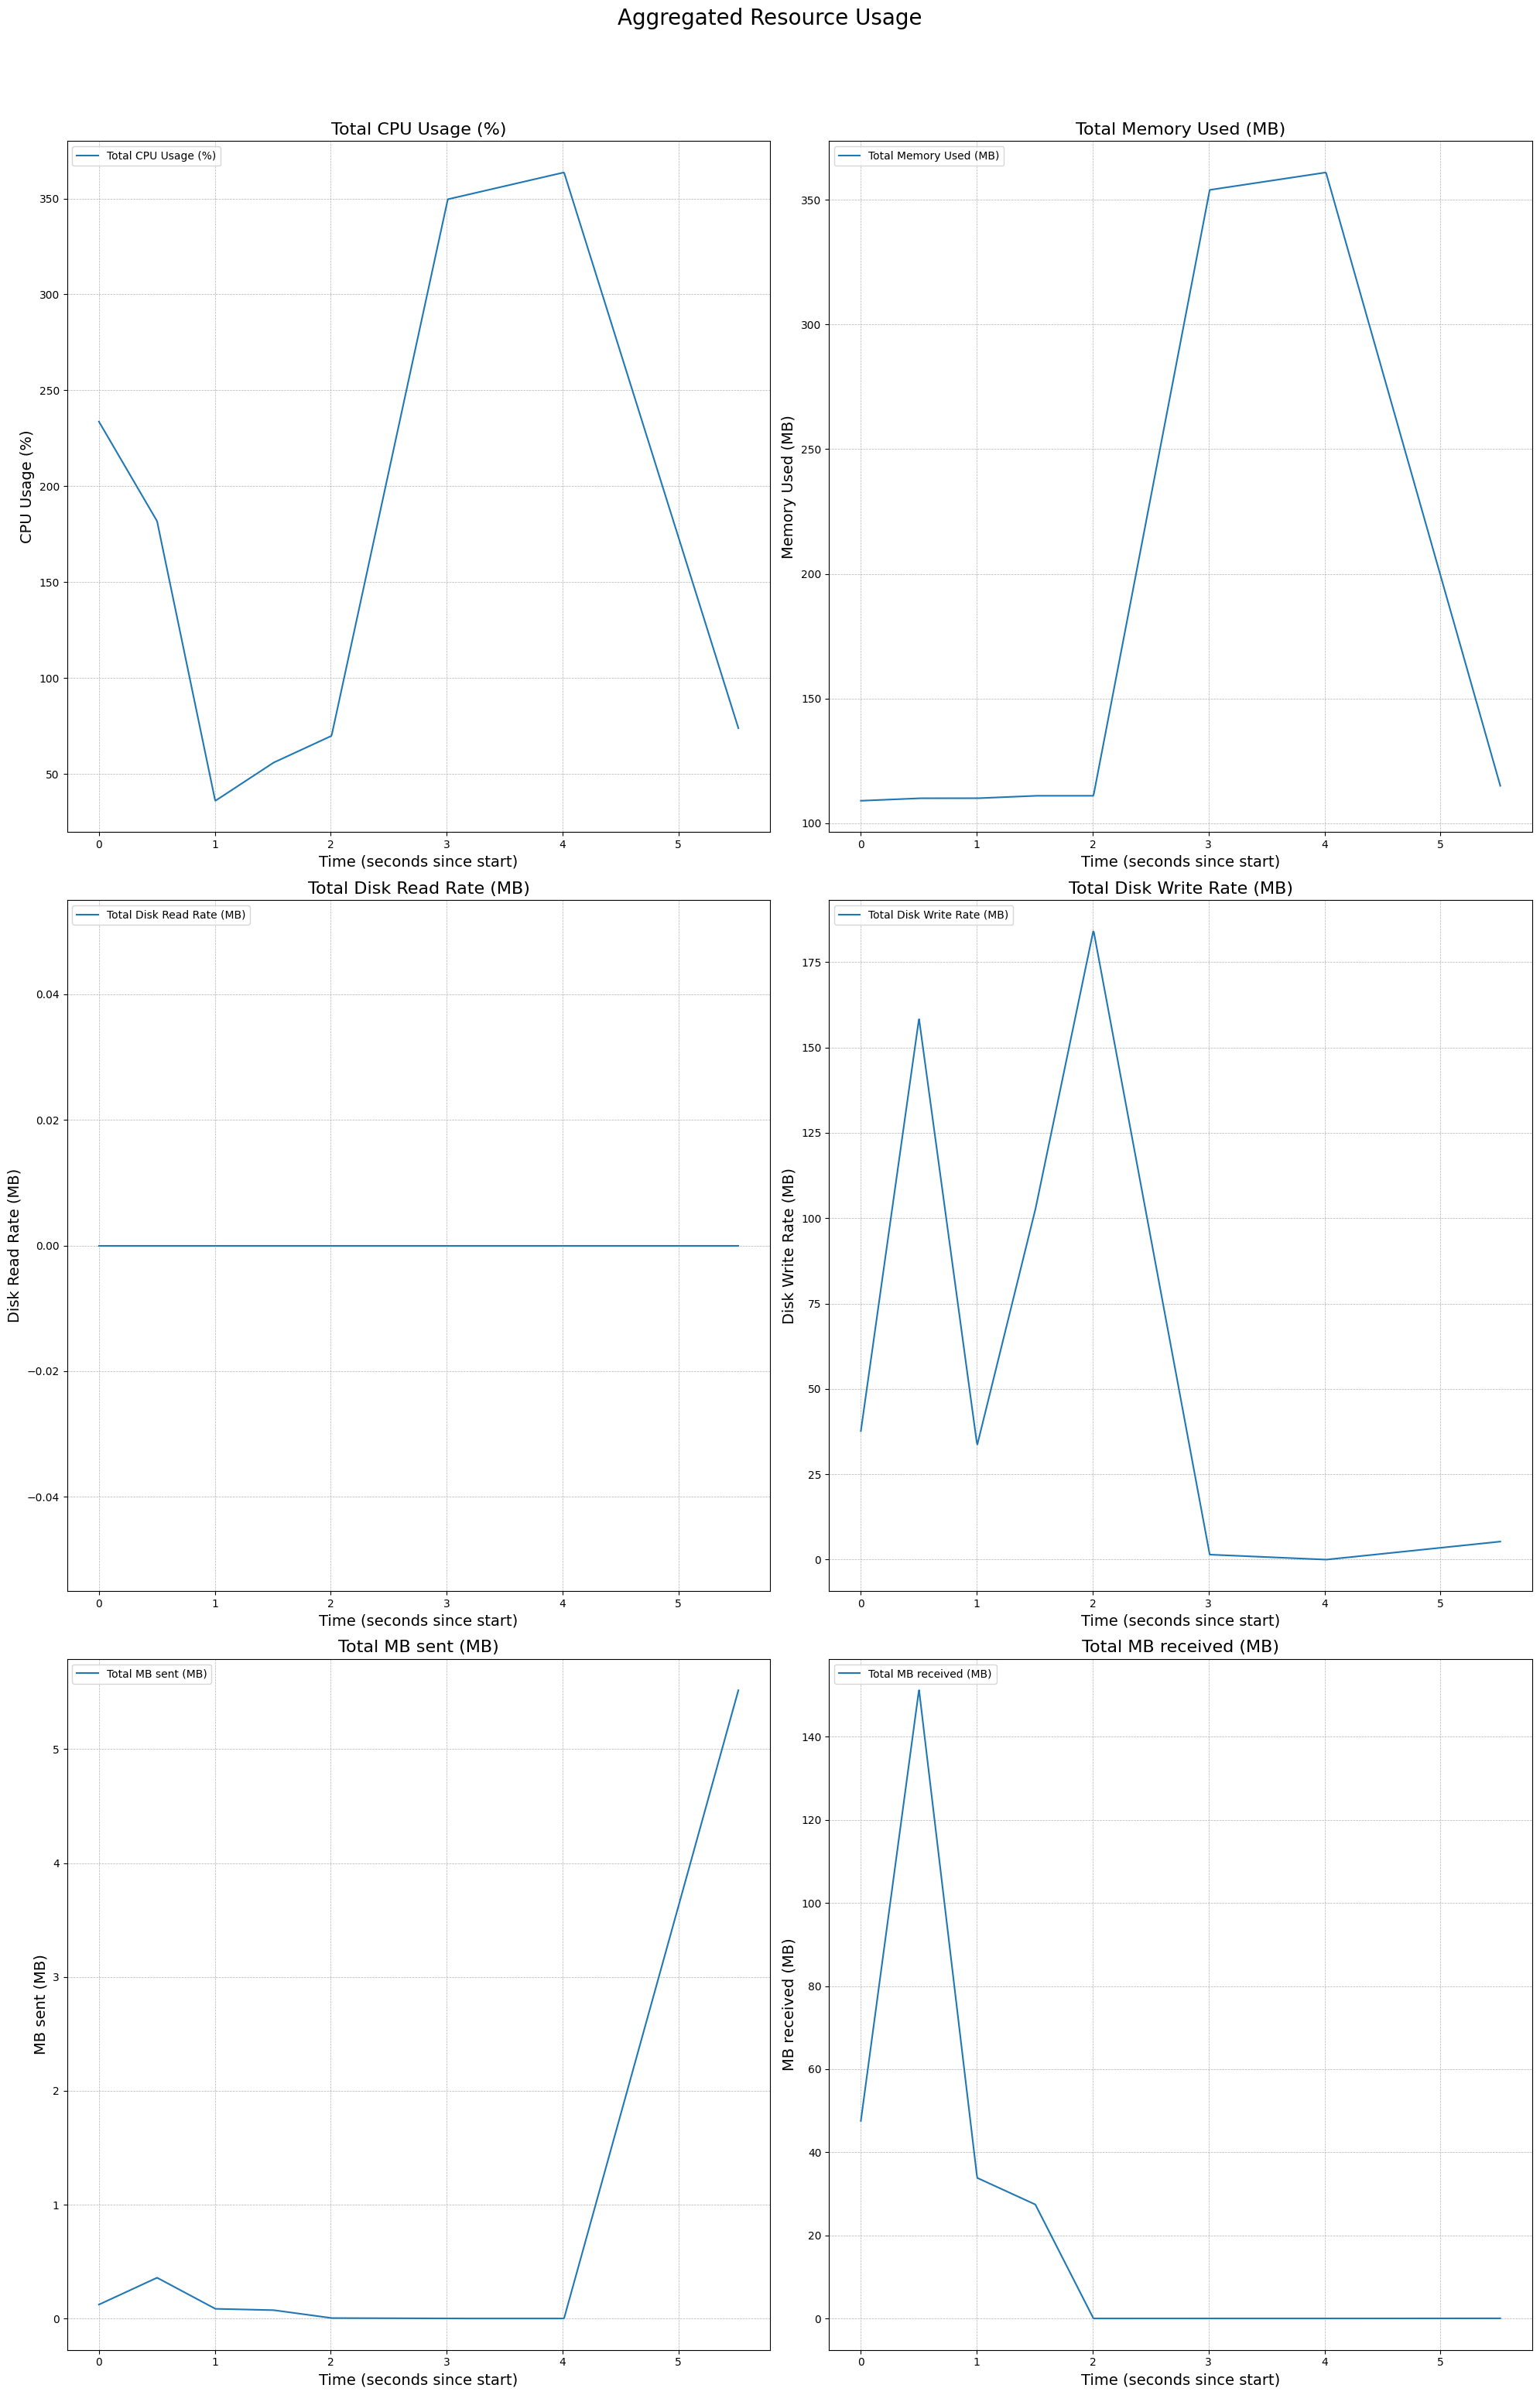 Aggregated Resource Usage
Total CPU Usage (%)
Total CPU Usage (%)
CPU Usage (%)
350
300
250
200
150
100
50
0 1 2 3 4 5
Time (seconds since start)
Total Memory Used (MB)
Total Memory Used (MB)
Memory Used (MB)
350
300
250
200
150
100
0 1 2 3 4 5
Time (seconds since start)
Total Disk Read Rate (MB)
Total Disk Read Rate (MB)
Disk Read Rate (MB)
0.04
0.02
0.00
−0.02
−0.04
0 1 2 3 4 5
Time (seconds since start)
Total Disk Write Rate (MB)
Total Disk Write Rate (MB)
Disk Write Rate (MB)
175
150
125
100
75
50
25
0
0 1 2 3 4 5
Time (seconds since start)
Total MB sent (MB)
Total MB sent (MB)
MB sent (MB)
5
4
3
2
1
0
0 1 2 3 4 5
Time (seconds since start)
Total MB received (MB)
Total MB received (MB)
MB received (MB)
140
120
100
80
60
40
20
0
0 1 2 3 4 5
Time (seconds since start)